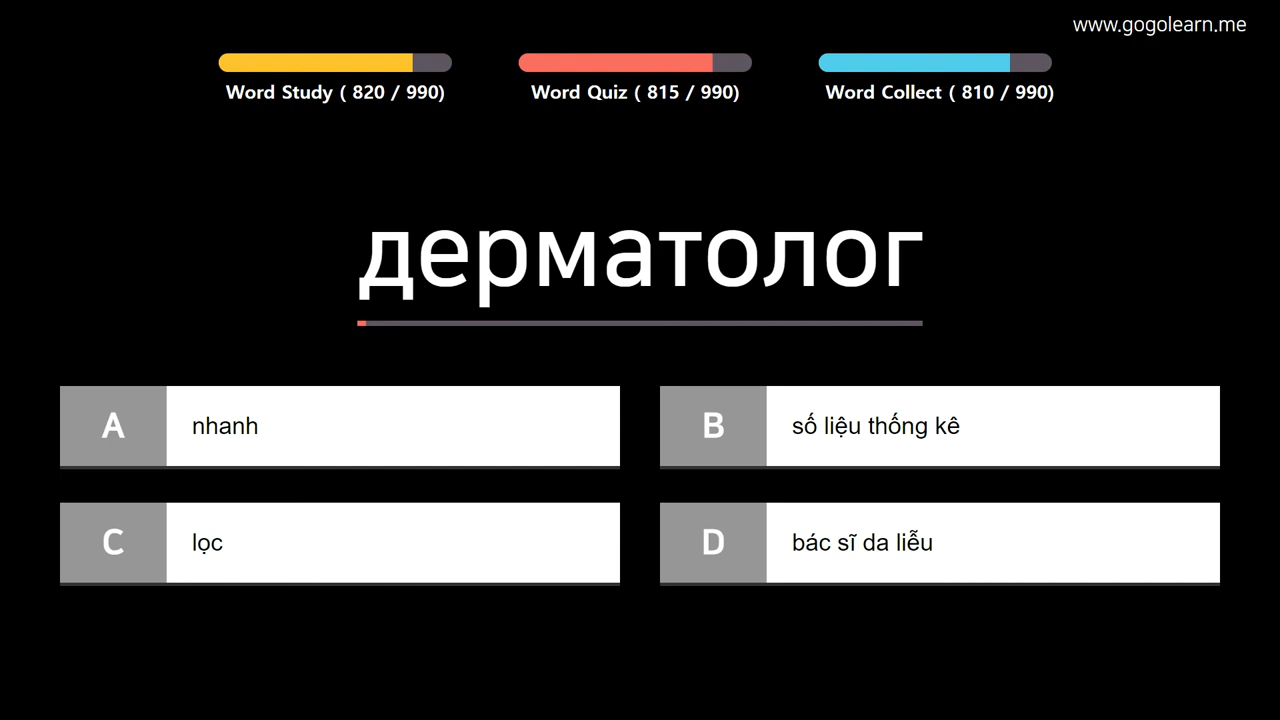 www.gogolearn.me
Word Study ( 820 / 990)
Word Quiz ( 815 / 990)
Word Collect ( 810 / 990)
дерматолог
A nhanh
B số liệu thống kê
C lọc
D bác sĩ da liễu